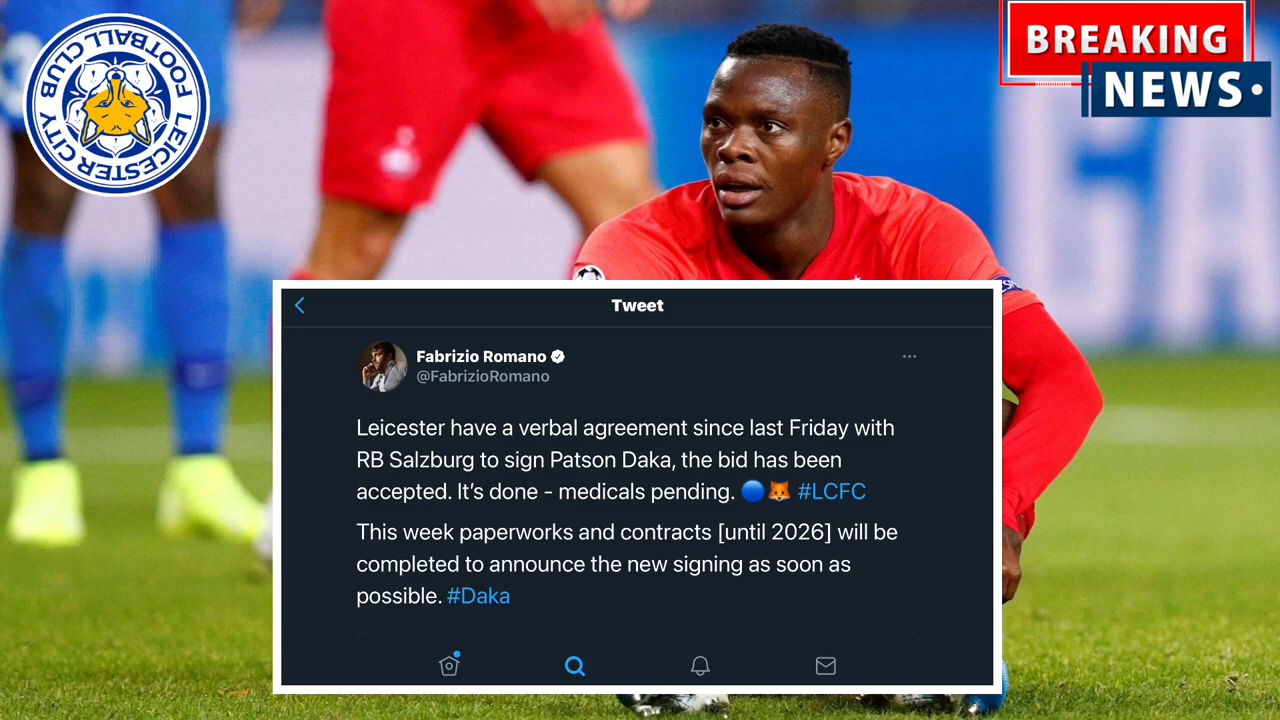 FOOTBALL CLUB
LEICESTER CITY
BREAKING
NEWS
Tweet
Fabrizio Romano
@FabrizioRomano
Leicester have a verbal agreement since last Friday with
RB Salzburg to sign Patson Daka, the bid has been
accepted. It’s done - medicals pending. 🔵🦊 #LCFC
This week paperworks and contracts [until 2026] will be
completed to announce the new signing as soon as
possible. #Daka